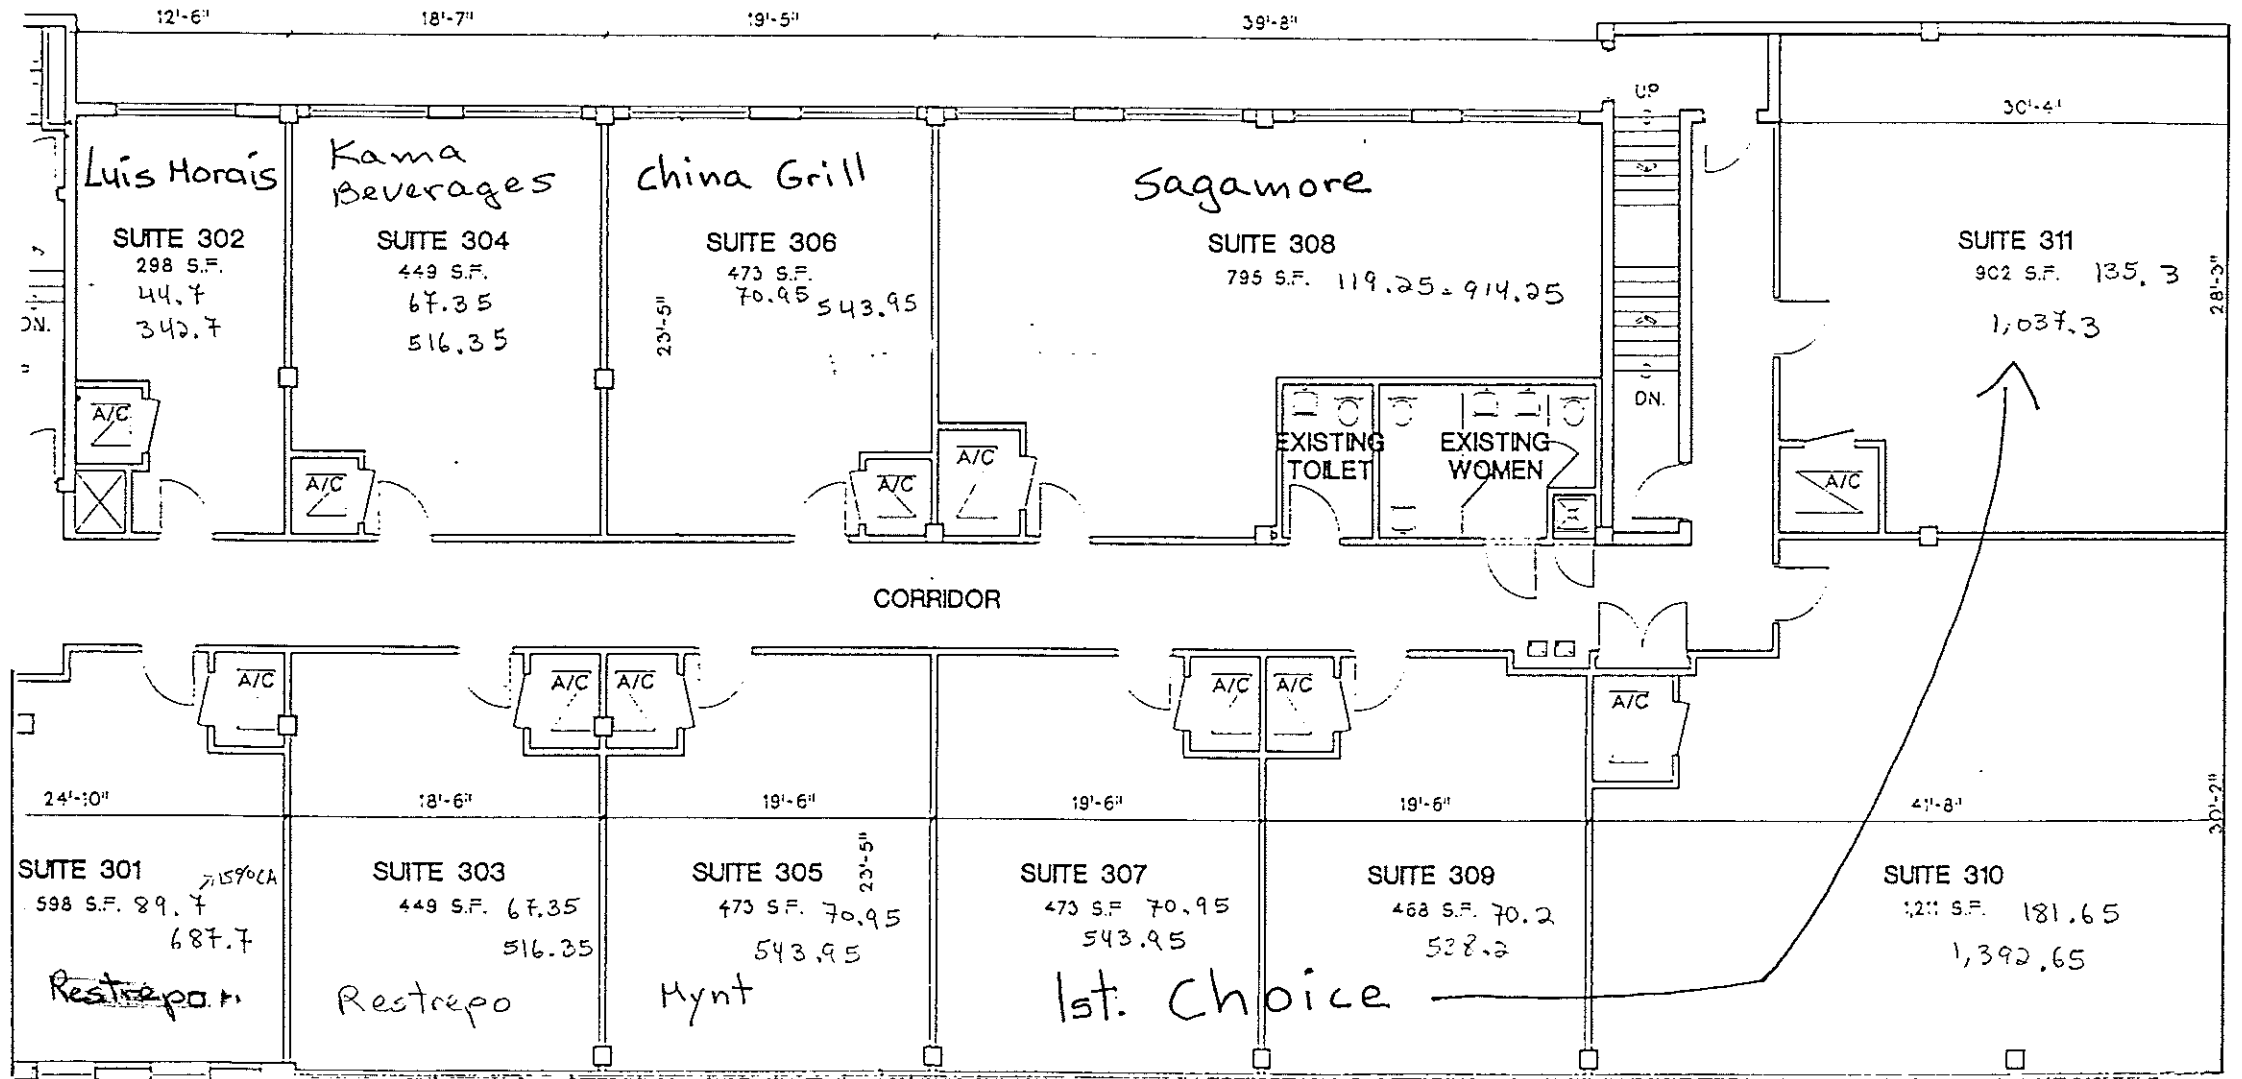 12'-6" 18'-7" 19'-5" 39'-8"
UP
30'-4"
Luis Morais
Kama
Beverages
China Grill
Sagamore
SUITE 302
298 S.F.
44.7
342.7
SUITE 304
449 S.F.
67.35
516.35
SUITE 306
473 S.F.
70.95 543.95
23'-5"
SUITE 308
795 S.F. 119.25 = 914.25
SUITE 311
902 S.F. 135.3
1,037.3
28'-3"
DN.
DN.
A/C
A/C
A/C
A/C
EXISTING
TOILET
EXISTING
WOMEN
A/C
CORRIDOR
A/C
A/C
A/C
A/C
A/C
A/C
24'-10" 18'-6" 19'-6" 19'-6" 19'-6" 41'-8"
30'-2"
SUITE 301
15% CA
598 S.F. 89.7
687.7
Restrepo
SUITE 303
449 S.F. 67.35
516.35
Restrepo
SUITE 305
23'-5"
473 S.F. 70.95
543.95
Mynt
SUITE 307
473 S.F. 70.95
543.95
SUITE 309
468 S.F. 70.2
538.2
1st. Choice
SUITE 310
1,211 S.F. 181.65
1,392.65